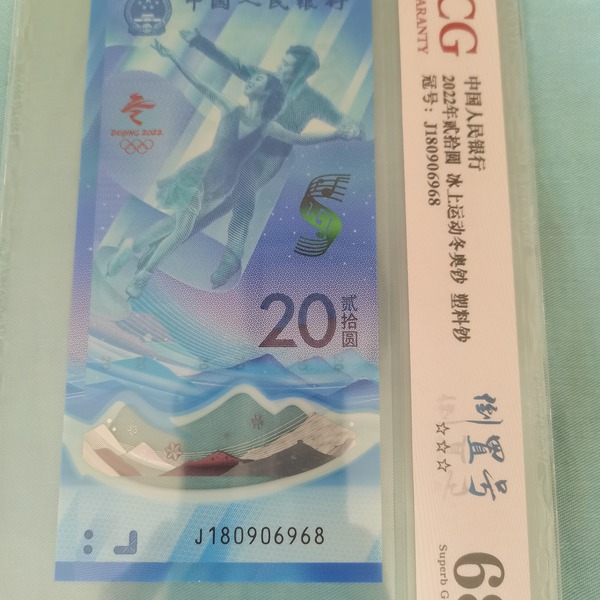 中国人民银行
BEIJING 2022
20
贰拾圆
J180906968
CG
ARRANTY
中国人民银行
2022年贰拾圆 冰上运动冬奥钞 塑料钞
冠号：J180906968
倒置号
☆☆☆
68
Superb G